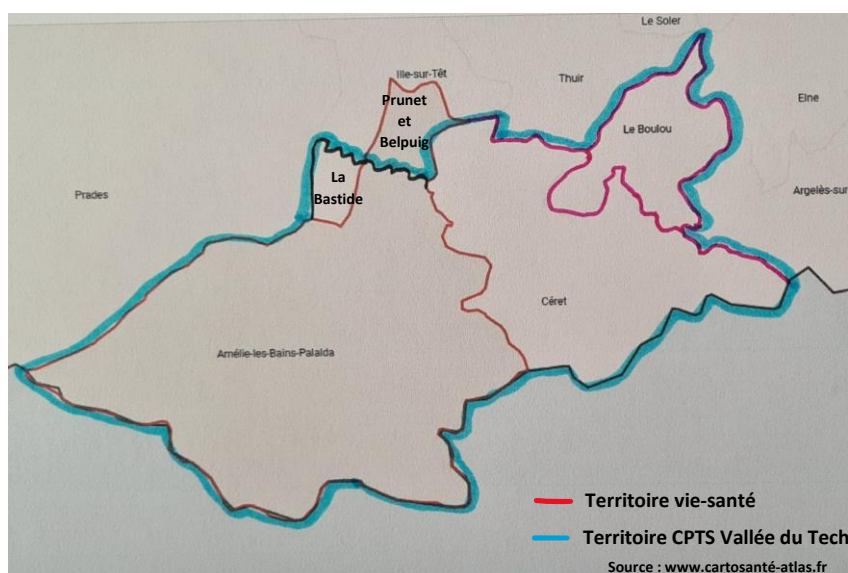 Le Soler
Ille-sur-Têt
Thuir
Prunet
et
Belpuig
Elne
Le Boulou
La
Bastide
Prades
Argelès-sur
Céret
Amélie-les-Bains-Palalda
Territoire vie-santé
Territoire CPTS Vallée du Tech
Source : www.cartosanté-atlas.fr